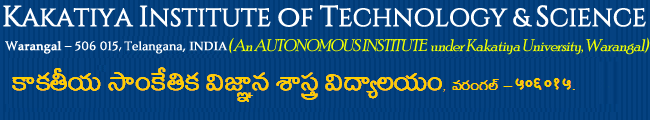 KAKATIYA INSTITUTE OF TECHNOLOGY & SCIENCE
Warangal – 506 015, Telangana, INDIA (An AUTONOMOUS INSTITUTE under Kakatiya University, Warangal)
కాకతీయ సాంకేతిక విజ్ఞాన శాస్త్ర విద్యాలయం, వరంగల్ – ౫౦౬౦౧౫.